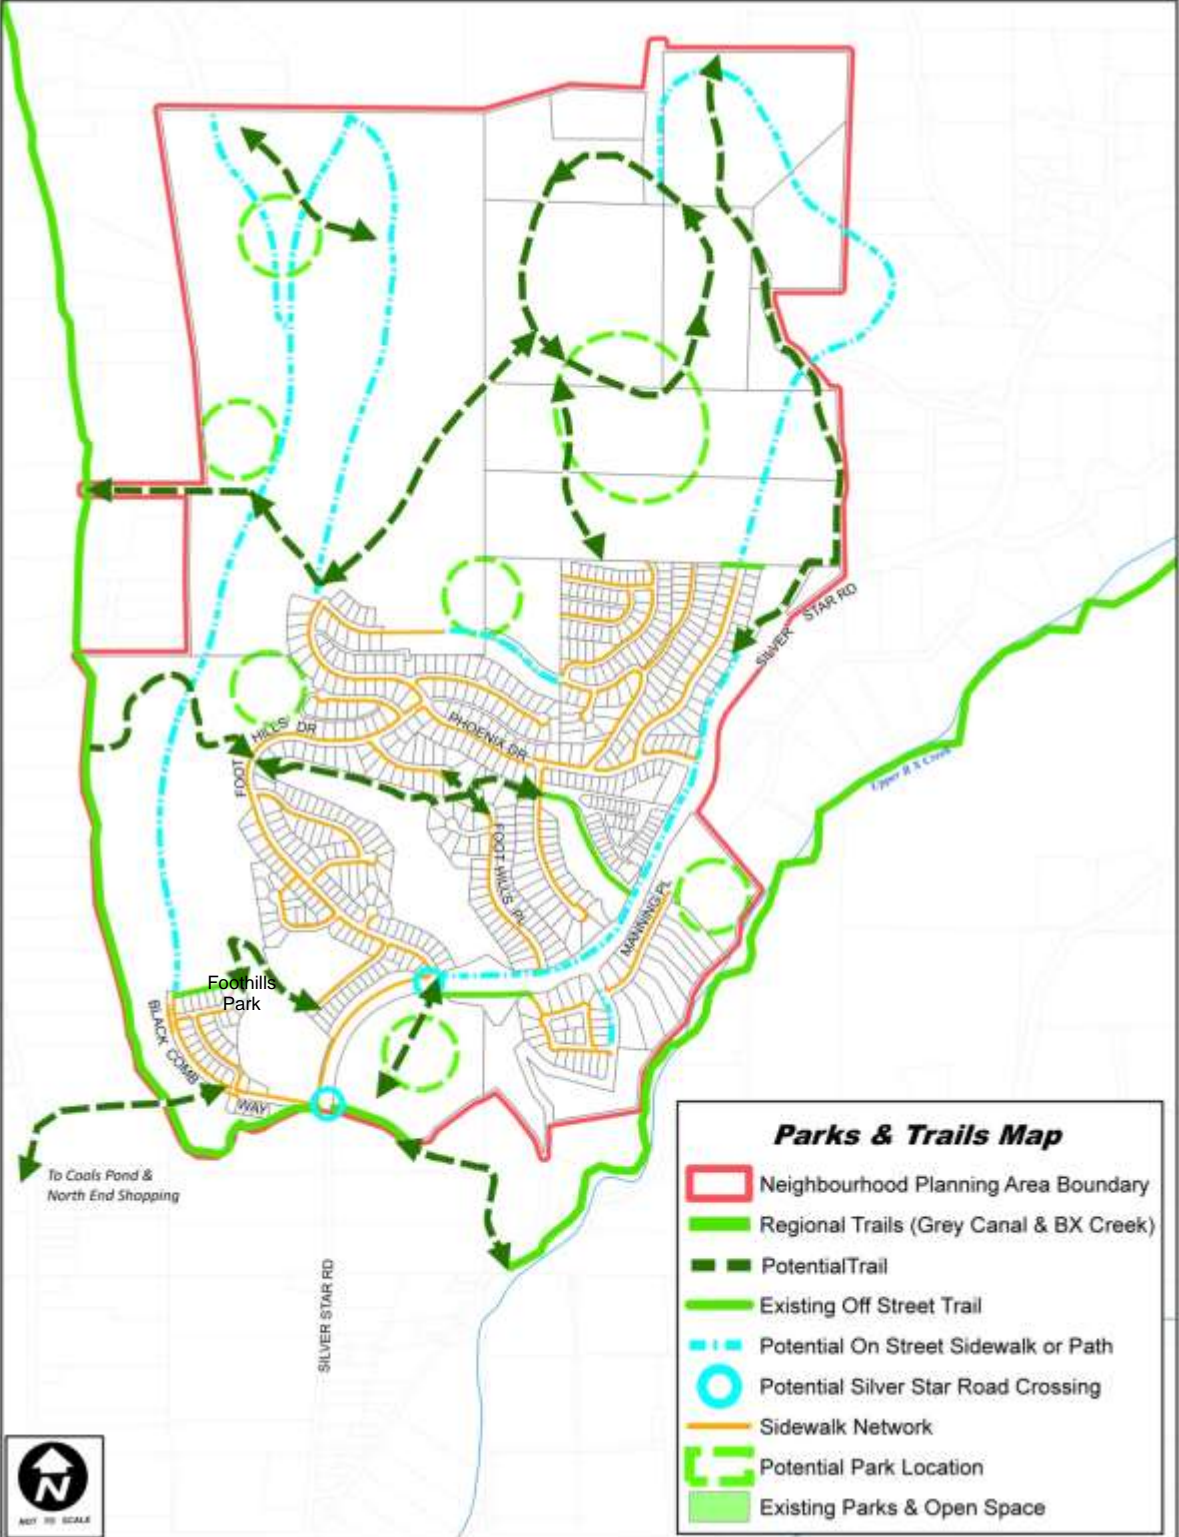 SILVER STAR RD
HILLS DR
FOOT
PHOENIX DR
Upper B X Creek
FOOTHILLS PL
MANNING PL
Foothills
Park
BLACK COMB
WAY
To Cools Pond &
North End Shopping
SILVER STAR RD
Parks & Trails Map
Neighbourhood Planning Area Boundary
Regional Trails (Grey Canal & BX Creek)
PotentialTrail
Existing Off Street Trail
Potential On Street Sidewalk or Path
Potential Silver Star Road Crossing
Sidewalk Network
Potential Park Location
Existing Parks & Open Space
N
NOT TO SCALE